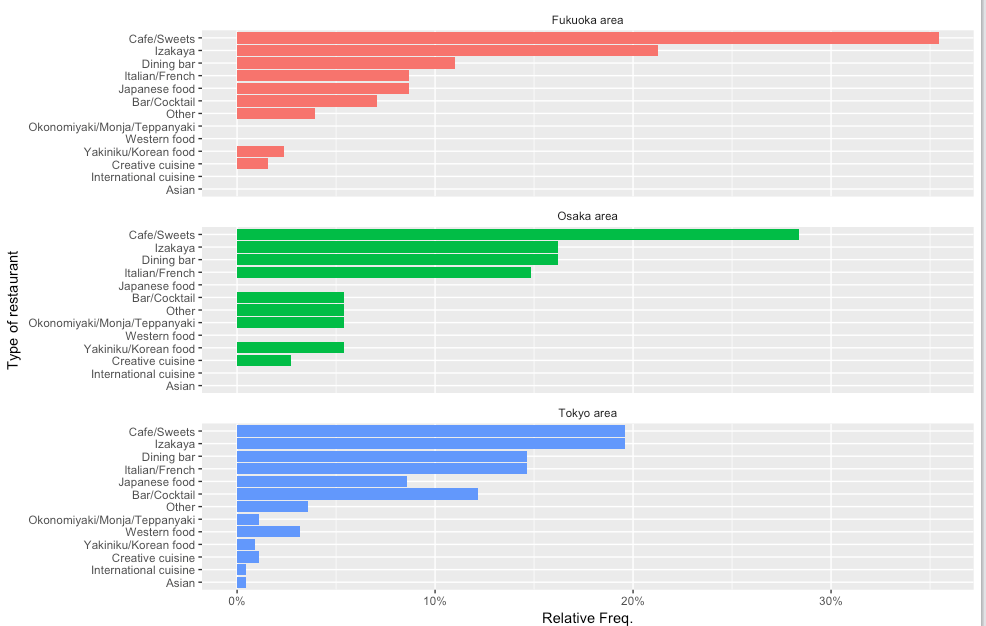 Fukuoka area
Cafe/Sweets
Izakaya
Dining bar
Italian/French
Japanese food
Bar/Cocktail
Other
Okonomiyaki/Monja/Teppanyaki
Western food
Yakiniku/Korean food
Creative cuisine
International cuisine
Asian
Osaka area
Cafe/Sweets
Izakaya
Dining bar
Italian/French
Japanese food
Bar/Cocktail
Other
Okonomiyaki/Monja/Teppanyaki
Western food
Yakiniku/Korean food
Creative cuisine
International cuisine
Asian
Tokyo area
Cafe/Sweets
Izakaya
Dining bar
Italian/French
Japanese food
Bar/Cocktail
Other
Okonomiyaki/Monja/Teppanyaki
Western food
Yakiniku/Korean food
Creative cuisine
International cuisine
Asian
0% 10% 20% 30%
Relative Freq.
Type of restaurant